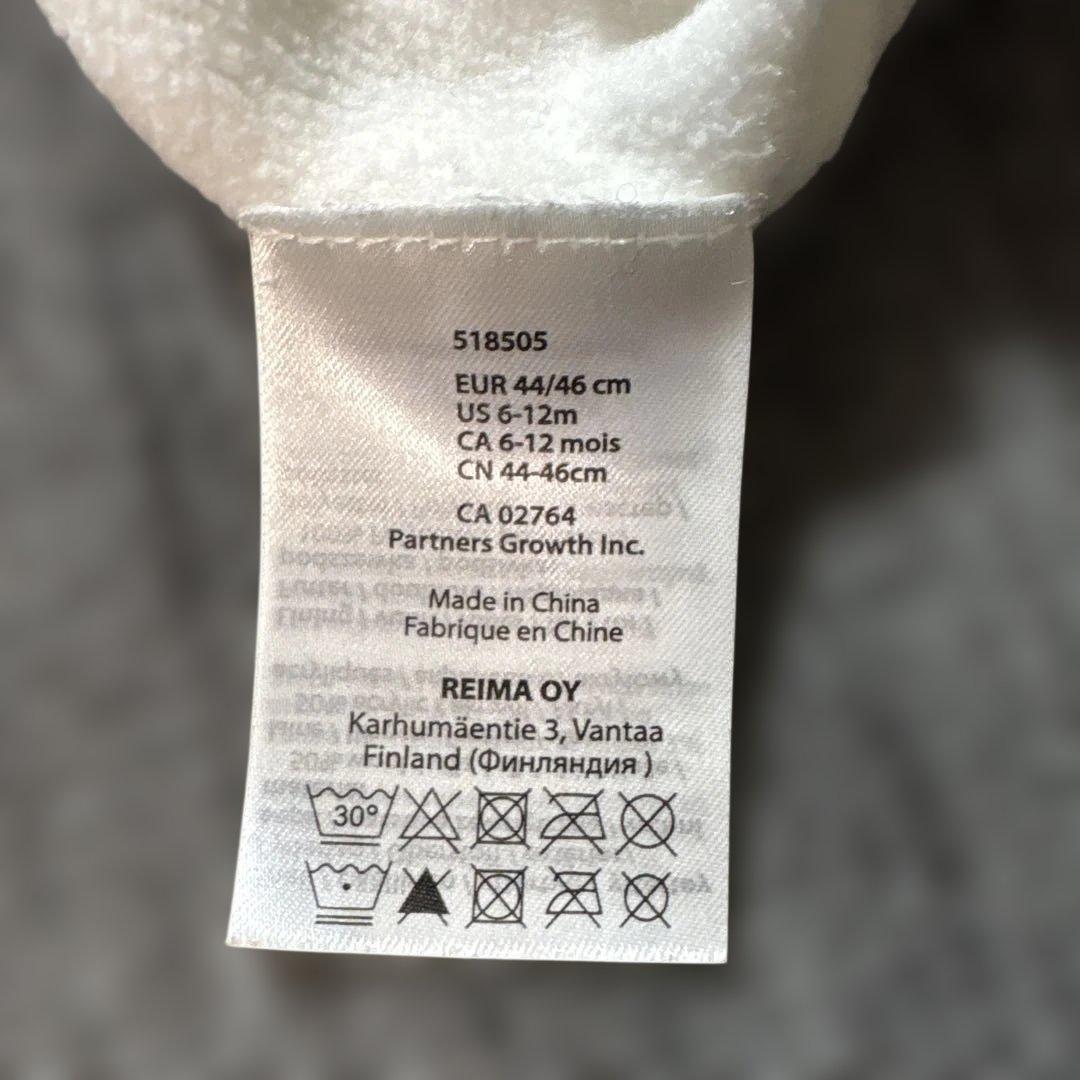 518505
EUR 44/46 cm
US 6-12m
CA 6-12 mois
CN 44-46cm
CA 02764
Partners Growth Inc.
Made in China
Fabrique en Chine
REIMA OY
Karhumäentie 3, Vantaa
Finland (Финляндия )
30°